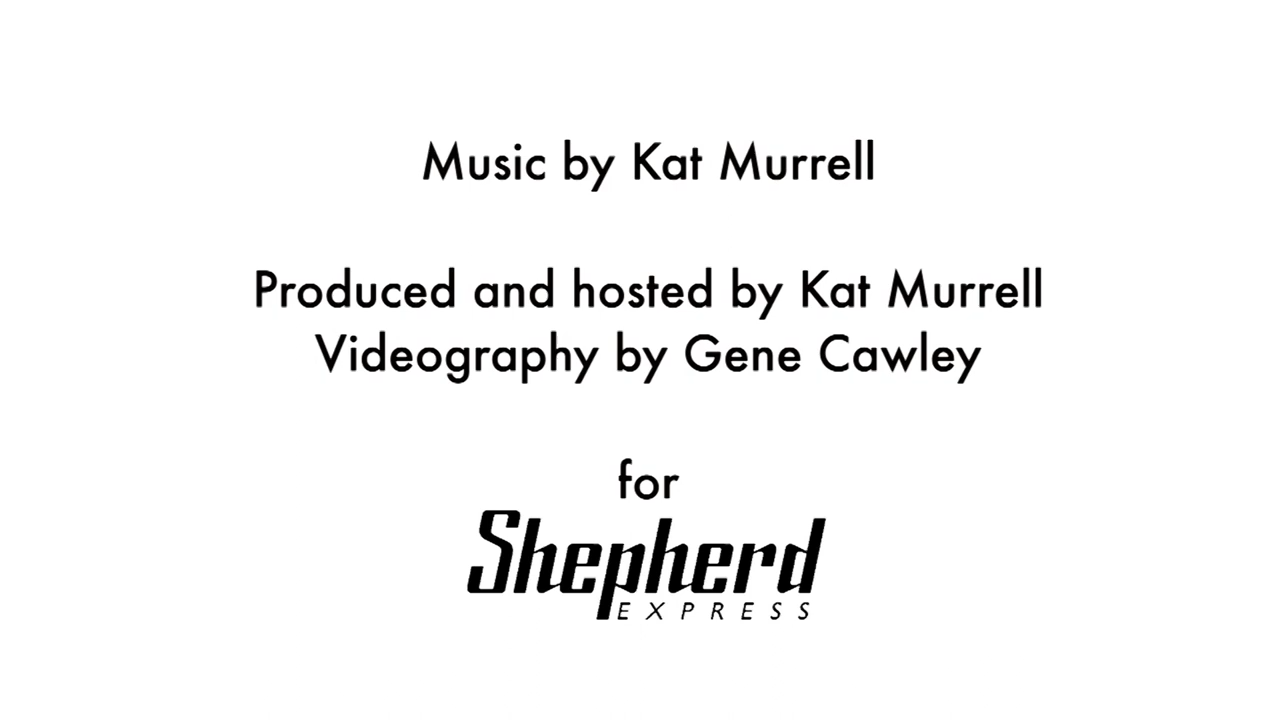 Music by Kat Murrell
Produced and hosted by Kat Murrell
Videography by Gene Cawley
for
Shepherd
EXPRESS